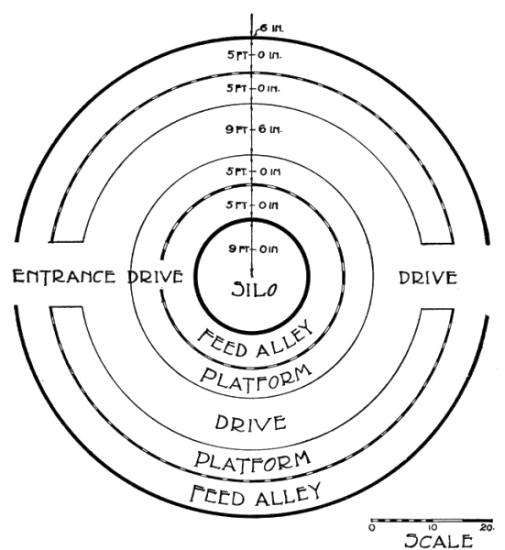 6 IN.
5 FT - 0 IN.
5 FT - 0 IN.
9 FT - 6 IN.
5 FT - 0 IN
5 FT - 0 IN
9 FT - 0 IN
ENTRANCE DRIVE
DRIVE
SILO
FEED ALLEY
PLATFORM
DRIVE
PLATFORM
FEED ALLEY
0 10 20.
SCALE